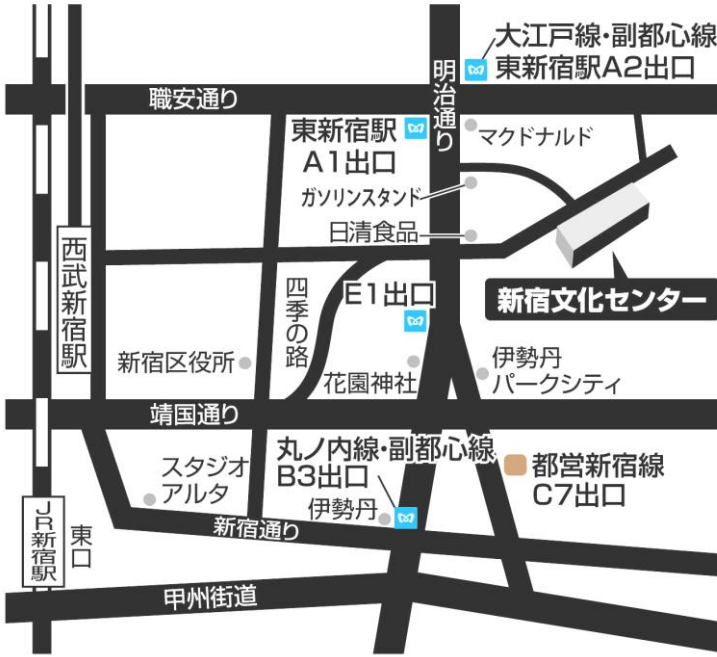 大江戸線・副都心線
東新宿駅A2出口
明治通り
職安通り
東新宿駅
A1出口
マクドナルド
ガソリンスタンド
日清食品
西武新宿駅
四季の路
E1出口
新宿文化センター
新宿区役所
花園神社
伊勢丹
パークシティ
靖国通り
丸ノ内線・副都心線
B3出口
スタジオ
アルタ
伊勢丹
都営新宿線
C7出口
JR新宿駅
東口
新宿通り
甲州街道